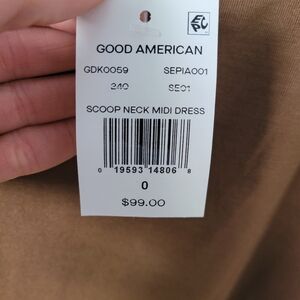 GOOD AMERICAN
GDK0059 SEPIA001
240 SE01
SCOOP NECK MIDI DRESS
0 19593 14806 8
0
$99.00